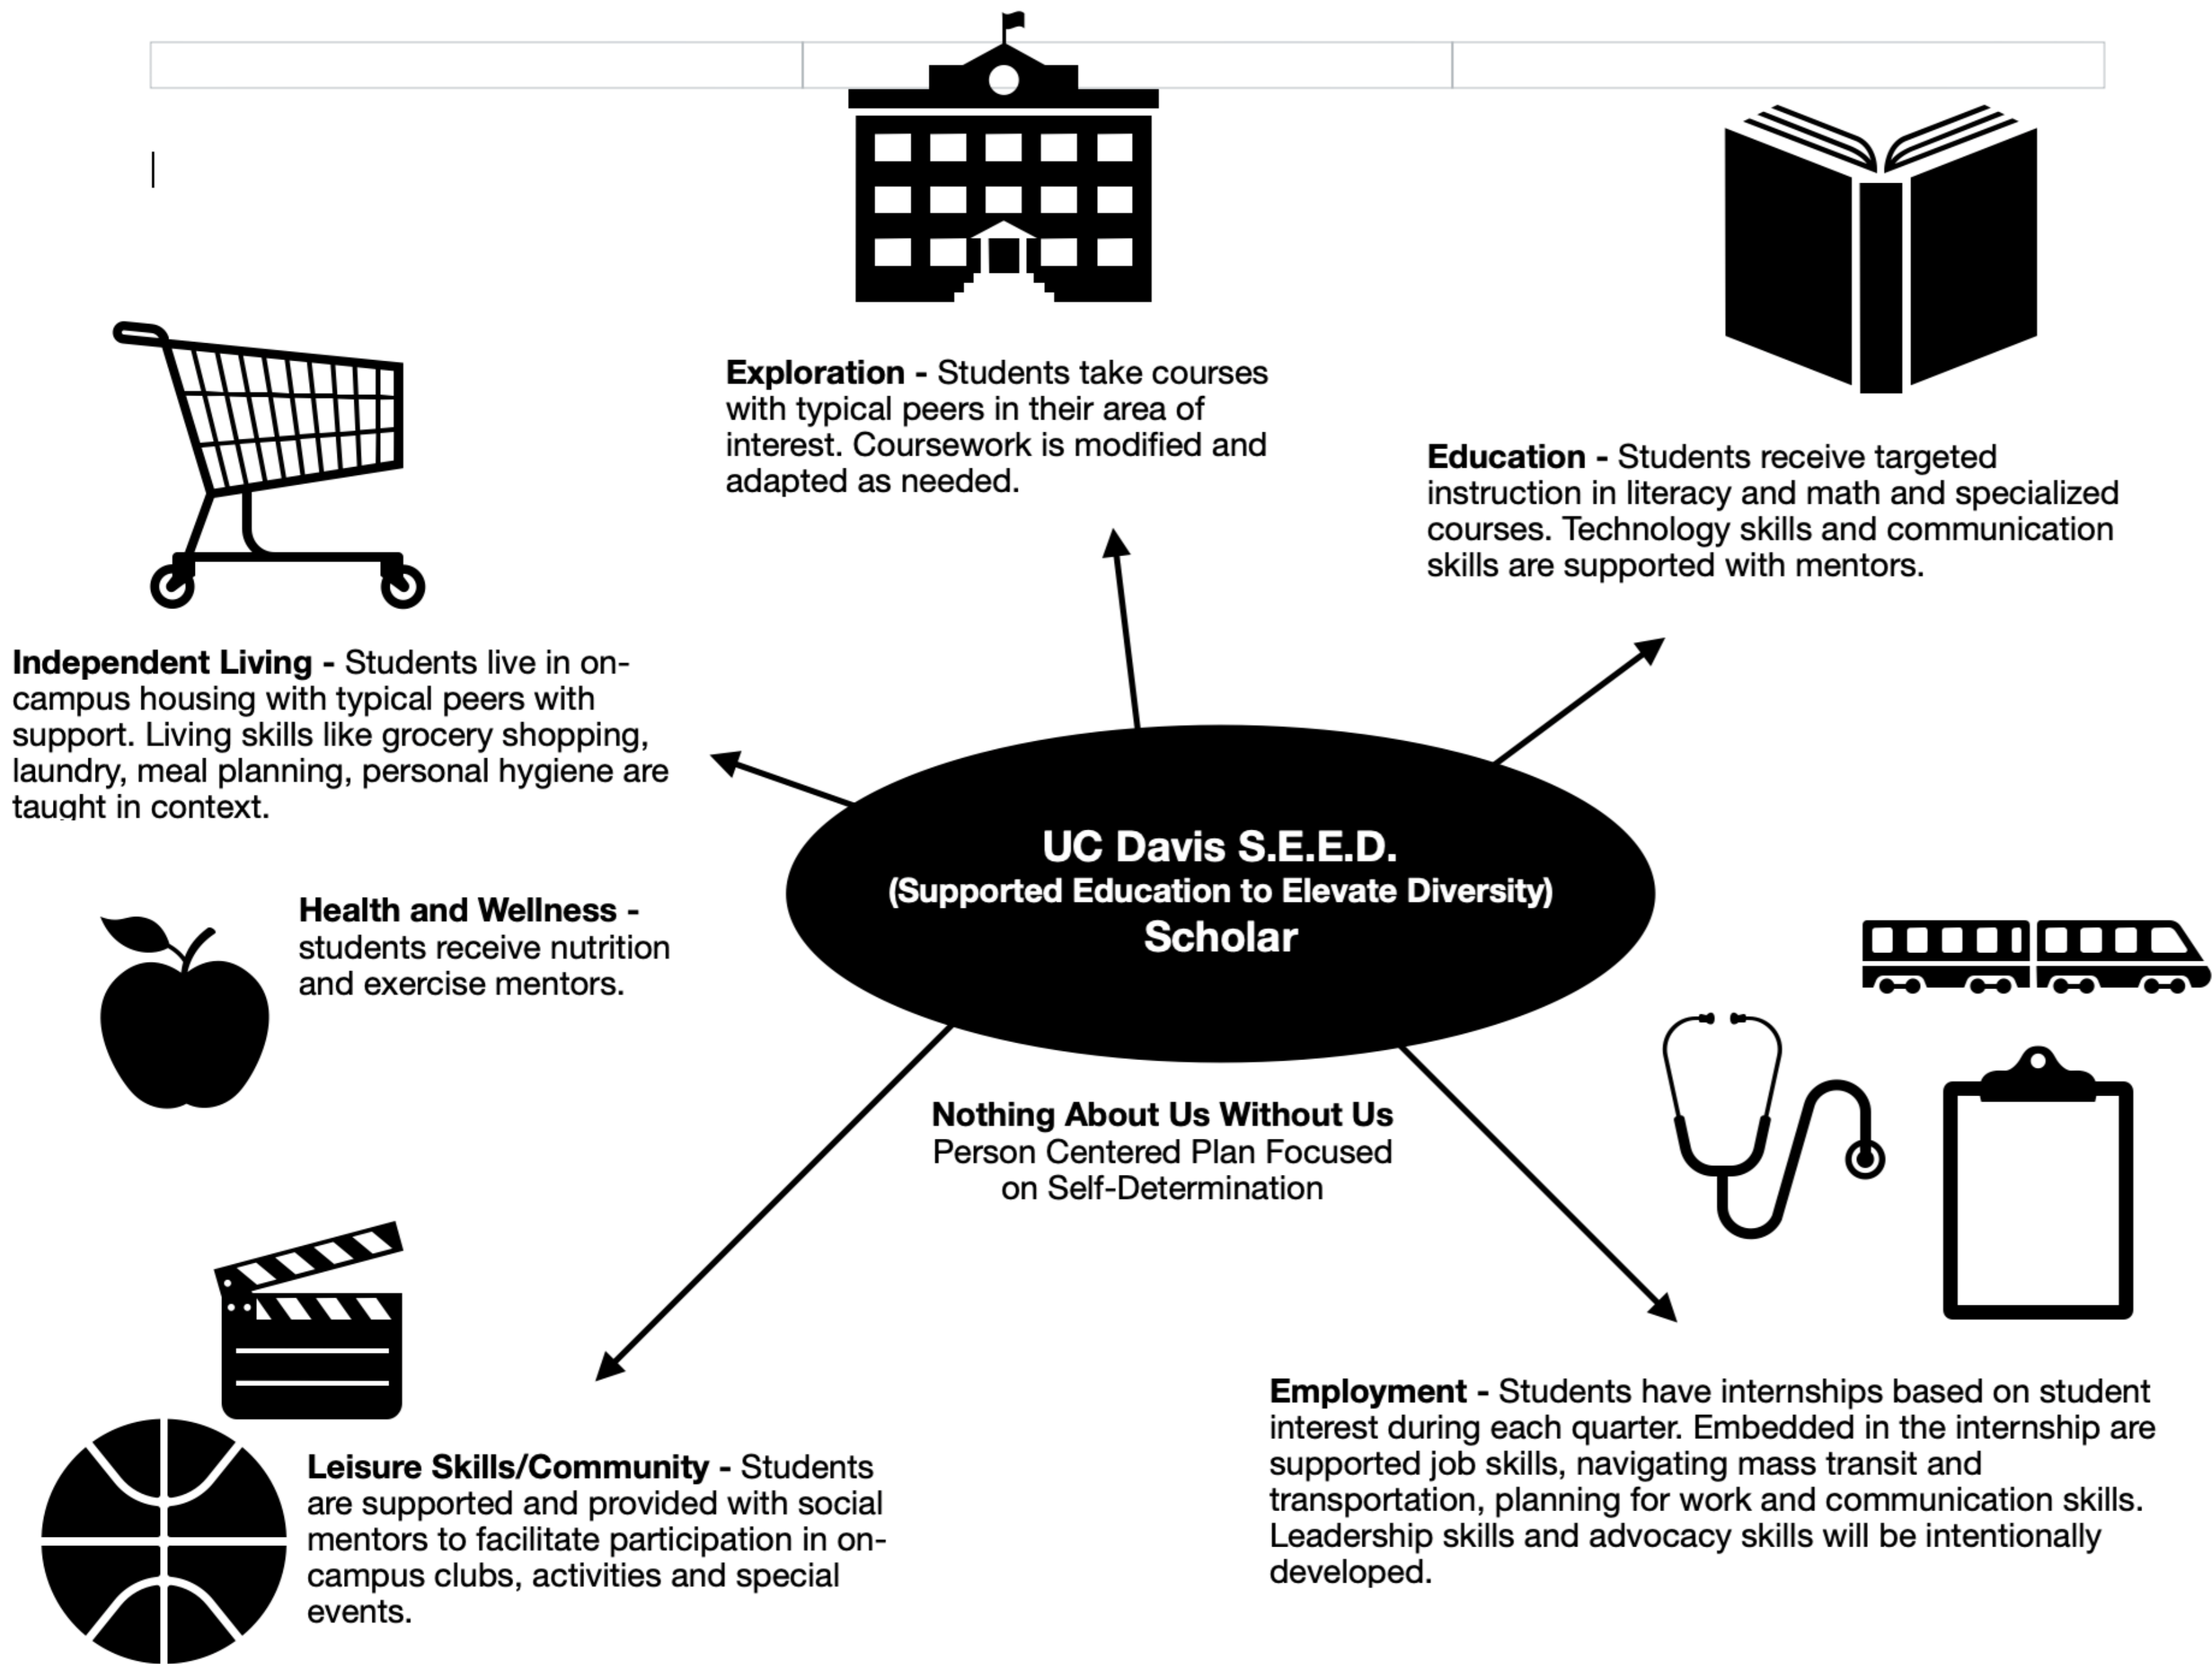 Exploration - Students take courses
with typical peers in their area of
interest. Coursework is modified and
adapted as needed.
Education - Students receive targeted
instruction in literacy and math and specialized
courses. Technology skills and communication
skills are supported with mentors.
Independent Living - Students live in on-
campus housing with typical peers with
support. Living skills like grocery shopping,
laundry, meal planning, personal hygiene are
taught in context.
UC Davis S.E.E.D.
(Supported Education to Elevate Diversity)
Scholar
Health and Wellness -
students receive nutrition
and exercise mentors.
Nothing About Us Without Us
Person Centered Plan Focused
on Self-Determination
Leisure Skills/Community - Students
are supported and provided with social
mentors to facilitate participation in on-
campus clubs, activities and special
events.
Employment - Students have internships based on student
interest during each quarter. Embedded in the internship are
supported job skills, navigating mass transit and
transportation, planning for work and communication skills.
Leadership skills and advocacy skills will be intentionally
developed.